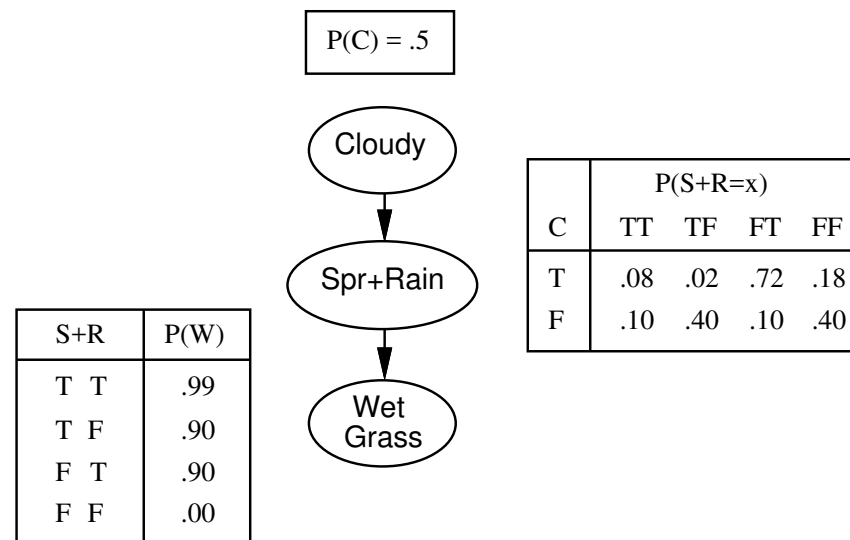 P(C) = .5
Cloudy
P(S+R=x)
C TT TF FT FF
T .08 .02 .72 .18
F .10 .40 .10 .40
Spr+Rain
S+R P(W)
T T .99
T F .90
F T .90
F F .00
Wet
Grass